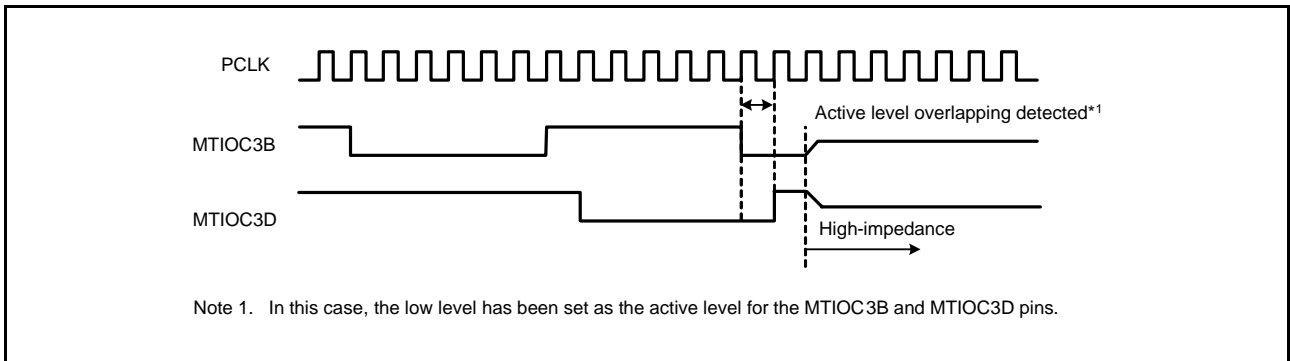 PCLK
Active level overlapping detected*1
MTIOC3B
MTIOC3D
High-impedance
Note 1. In this case, the low level has been set as the active level for the MTIOC3B and MTIOC3D pins.